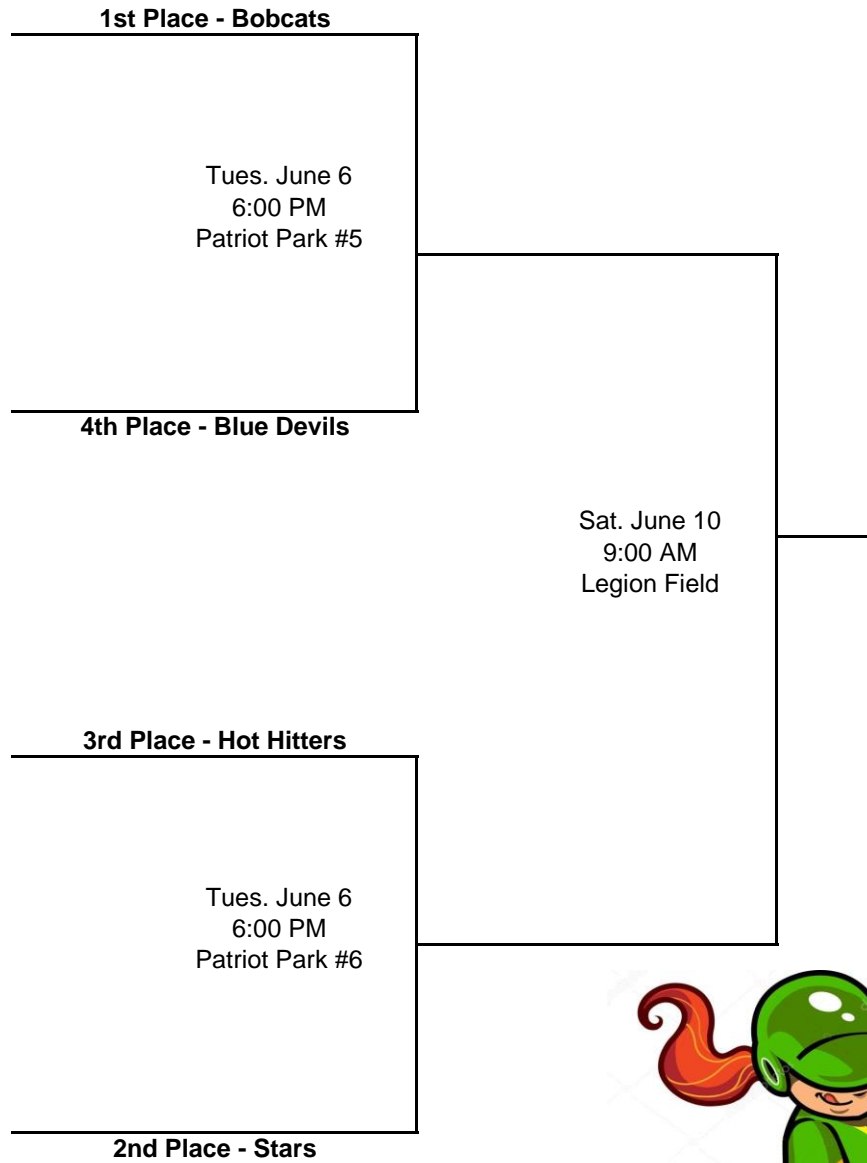 1st Place - Bobcats
Tues. June 6
6:00 PM
Patriot Park #5
4th Place - Blue Devils
Sat. June 10
9:00 AM
Legion Field
3rd Place - Hot Hitters
Tues. June 6
6:00 PM
Patriot Park #6
2nd Place - Stars